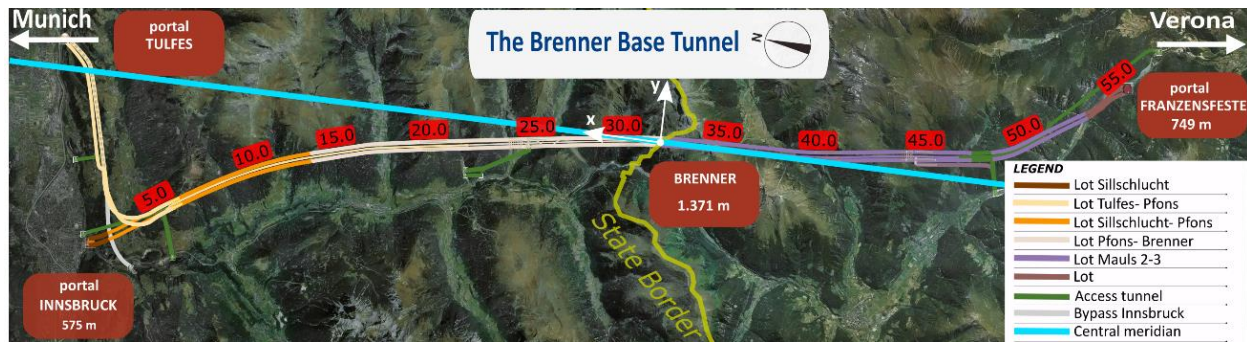 Munich
portal
TULFES
The Brenner Base Tunnel
N
Verona
portal
FRANZENSFESTE
749 m
5.0
10.0
15.0
20.0
25.0
30.0
35.0
40.0
45.0
50.0
55.0
x
y
BRENNER
1.371 m
State Border
portal
INNSBRUCK
575 m
LEGEND
Lot Sillschlucht
Lot Tulfes- Pfons
Lot Sillschlucht- Pfons
Lot Pfons- Brenner
Lot Mauls 2-3
Lot
Access tunnel
Bypass Innsbruck
Central meridian